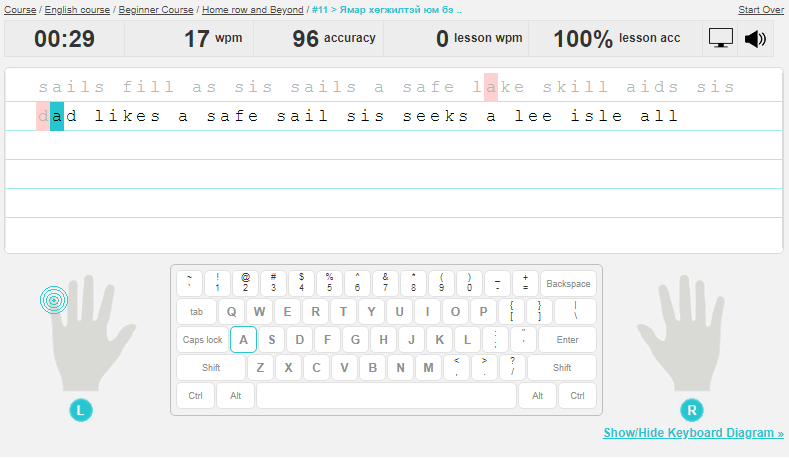 Course / English course / Beginner Course / Home row and Beyond / #11 > Ямар хөгжилтэй юм бэ .. Start Over
00:29 17 wpm 96 accuracy 0 lesson wpm 100% lesson acc
sails fill as sis sails a safe lake skill aids sis
dad likes a safe sail sis seeks a lee isle all
~ ! @ # $ % ^ & * ( ) _ +
` 1 2 3 4 5 6 7 8 9 0 - = Backspace
tab Q W E R T Y U I O P { [ } ] | \
Caps lock A S D F G H J K L : ; " ' Enter
Shift Z X C V B N M < , > . ? / Shift
Ctrl Alt Alt Ctrl
L R
Show/Hide Keyboard Diagram »